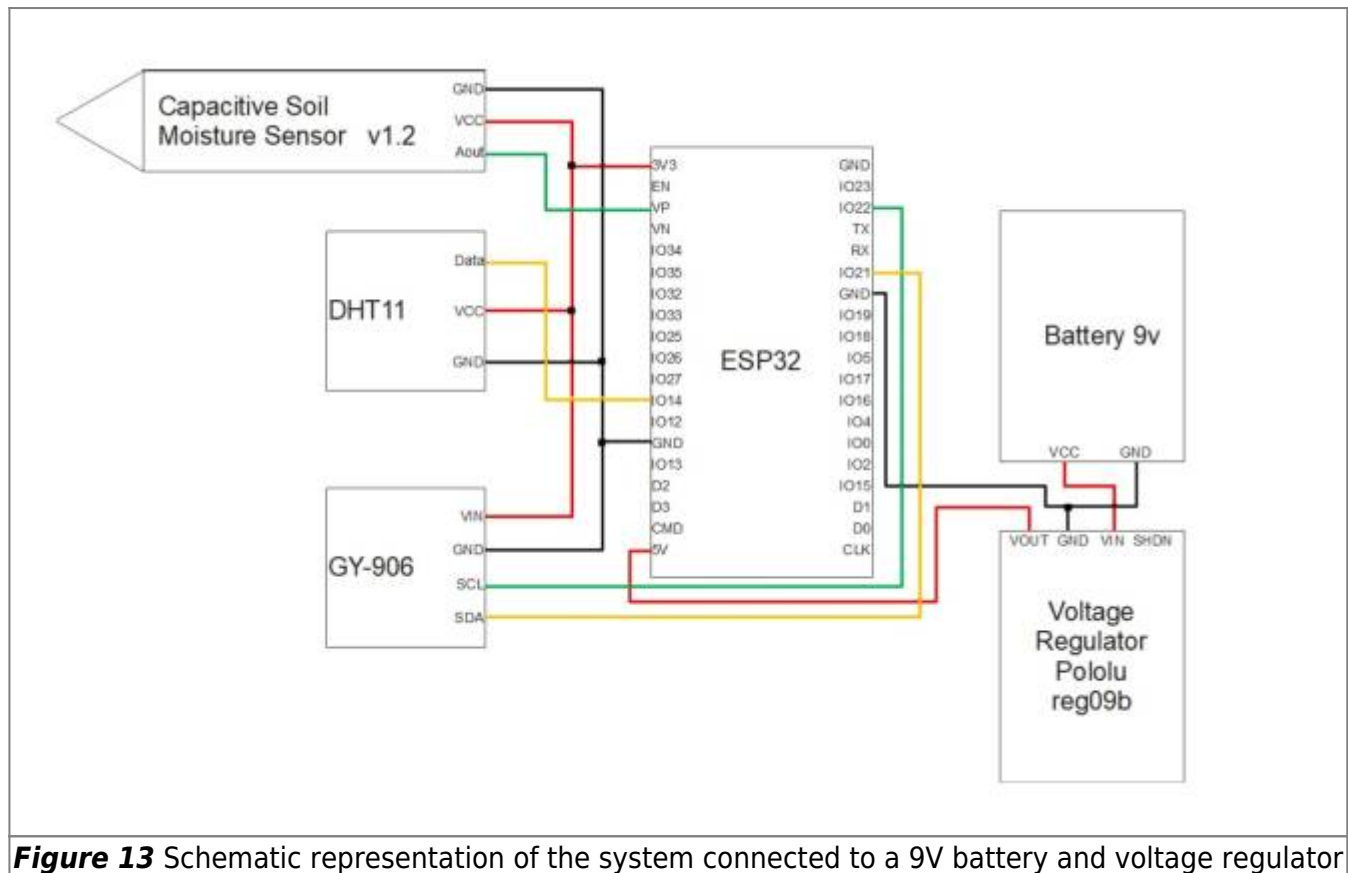 Capacitive Soil
Moisture Sensor v1.2
GND
VCC
Aout
DHT11
Data
VCC
GND
GY-906
VIN
GND
SCL
SDA
ESP32
3V3
EN
VP
VN
IO34
IO35
IO32
IO33
IO25
IO26
IO27
IO14
IO12
GND
IO13
D2
D3
CMD
5V
GND
IO23
IO22
TX
RX
IO21
GND
IO19
IO18
IO5
IO17
IO16
IO4
IO0
IO2
IO15
D1
D0
CLK
Battery 9v
VCC GND
VOUT GND VIN SHDN
Voltage
Regulator
Pololu
reg09b
Figure 13 Schematic representation of the system connected to a 9V battery and voltage regulator